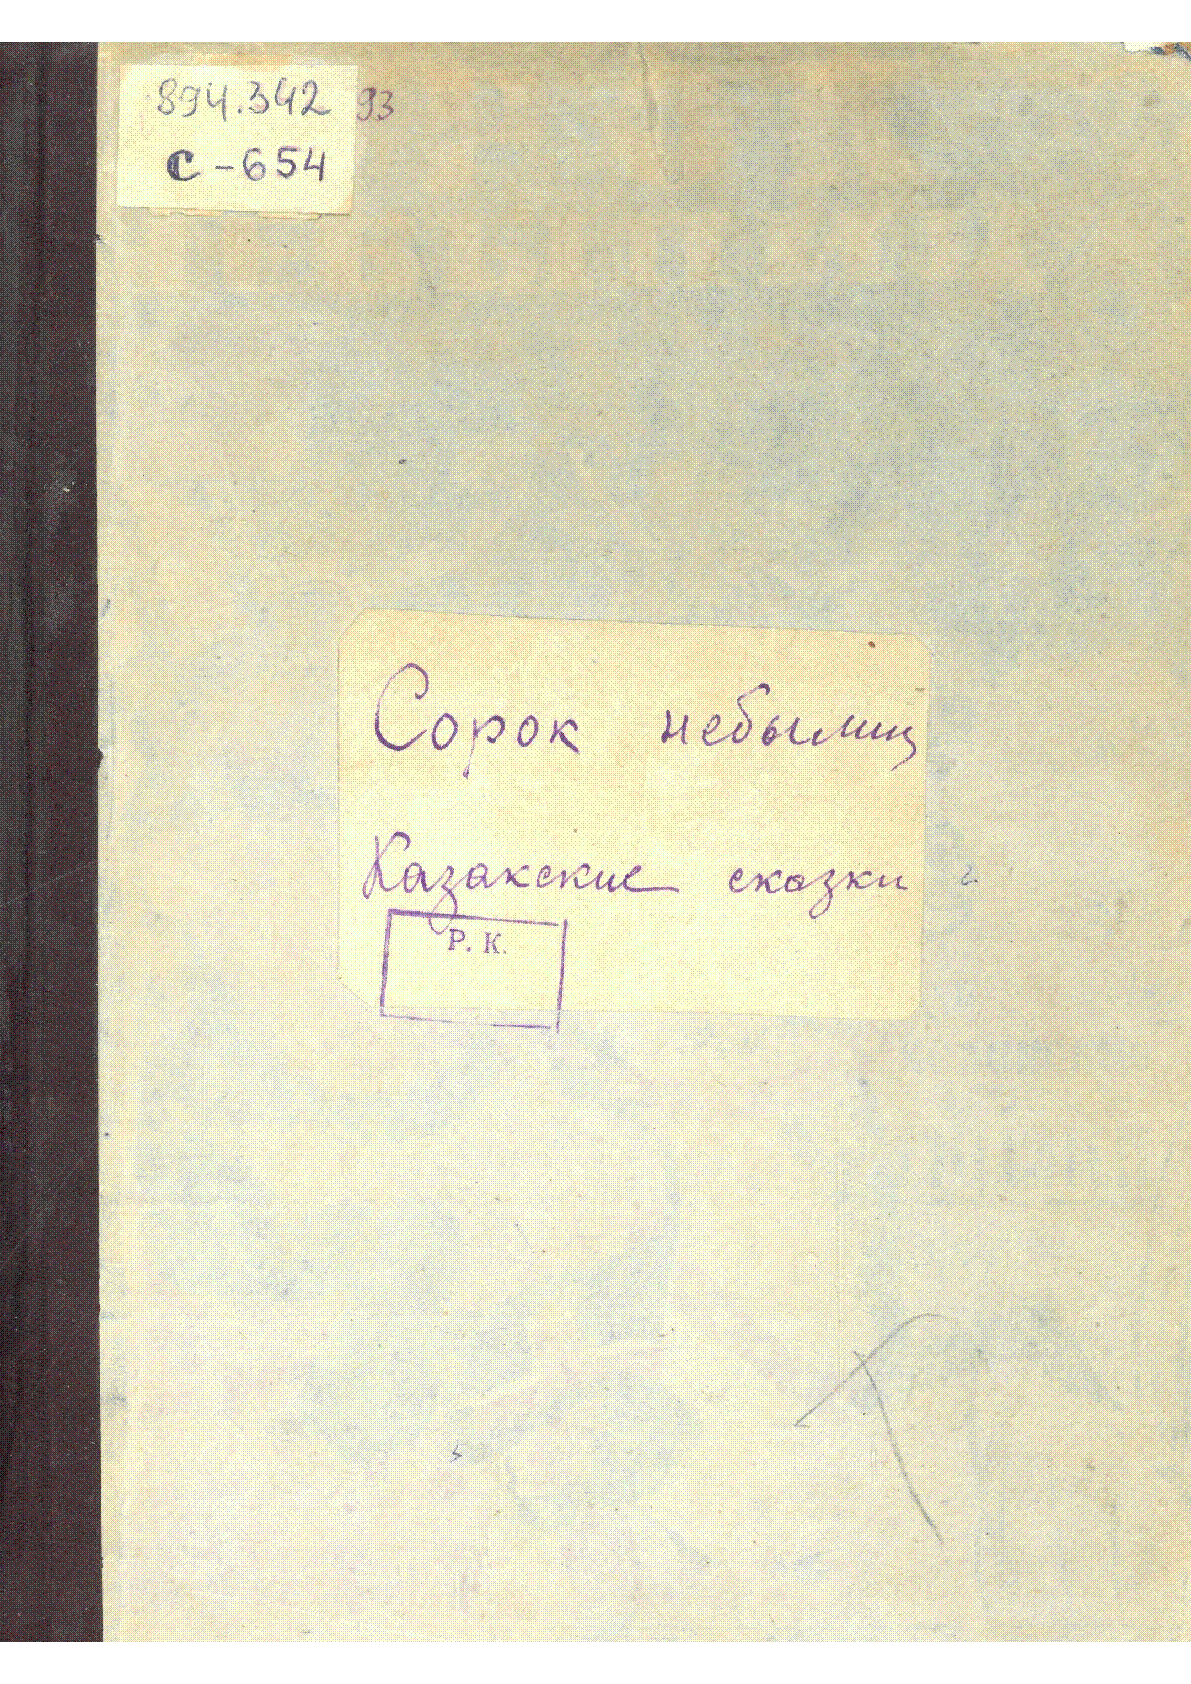 894.342 93
С-654
Сорок небылиц
Казакские сказки
Р. К.